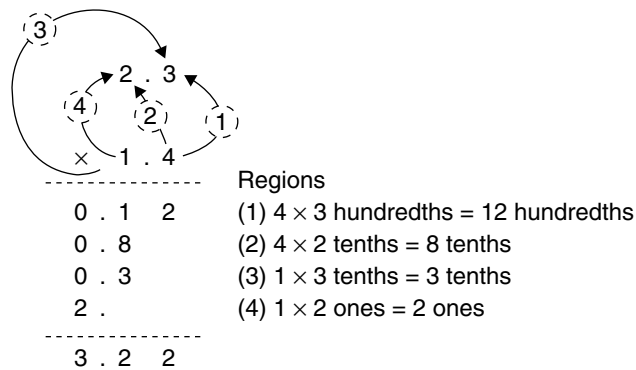 3
2 . 3
4 2 1
× 1 . 4
Regions
0 . 1 2 (1) 4 × 3 hundredths = 12 hundredths
0 . 8 (2) 4 × 2 tenths = 8 tenths
0 . 3 (3) 1 × 3 tenths = 3 tenths
2 . (4) 1 × 2 ones = 2 ones
3 . 2 2